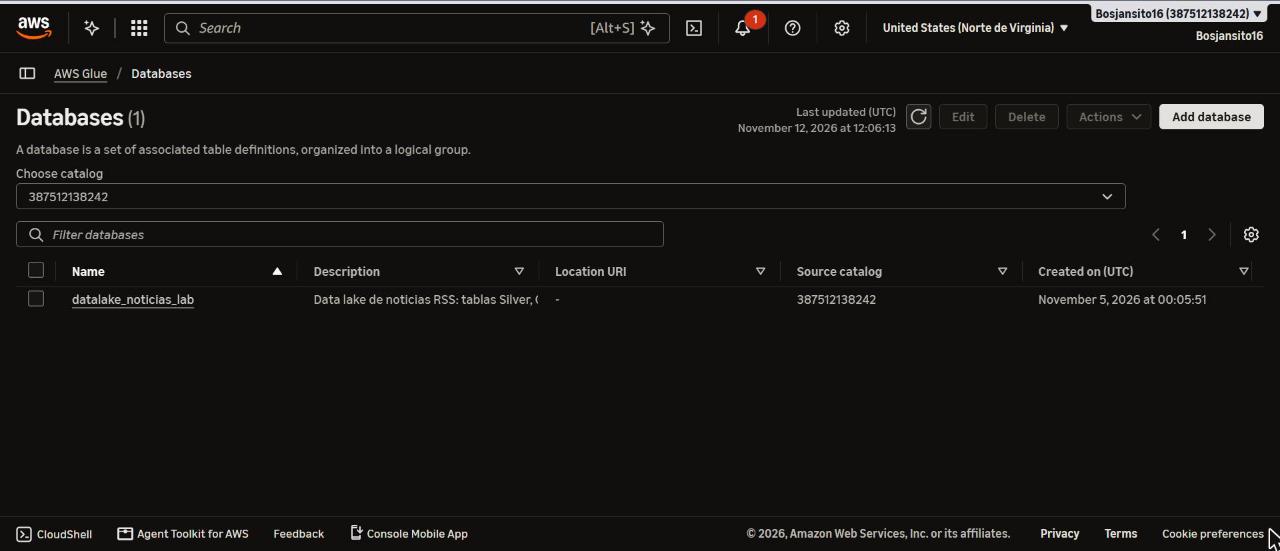 aws
Search [Alt+S]
1
United States (Norte de Virginia) ▼
Bosjansito16 (387512138242) ▼
Bosjansito16
AWS Glue / Databases
Databases (1)
Last updated (UTC)
November 12, 2026 at 12:06:13
Edit
Delete
Actions
Add database
A database is a set of associated table definitions, organized into a logical group.
Choose catalog
387512138242
Filter databases
1
Name Description Location URI Source catalog Created on (UTC)
datalake_noticias_lab Data lake de noticias RSS: tablas Silver, - 387512138242 November 5, 2026 at 00:05:51
CloudShell Agent Toolkit for AWS Feedback Console Mobile App © 2026, Amazon Web Services, Inc. or its affiliates. Privacy Terms Cookie preferences